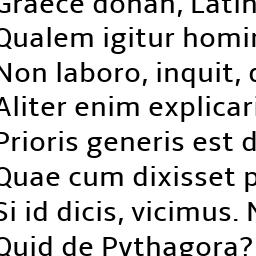 Graece donan, Latin
Qualem igitur homin
Non laboro, inquit, d
Aliter enim explicari
Prioris generis est d
Quae cum dixisset p
Si id dicis, vicimus. N
Quid de Pythagora?